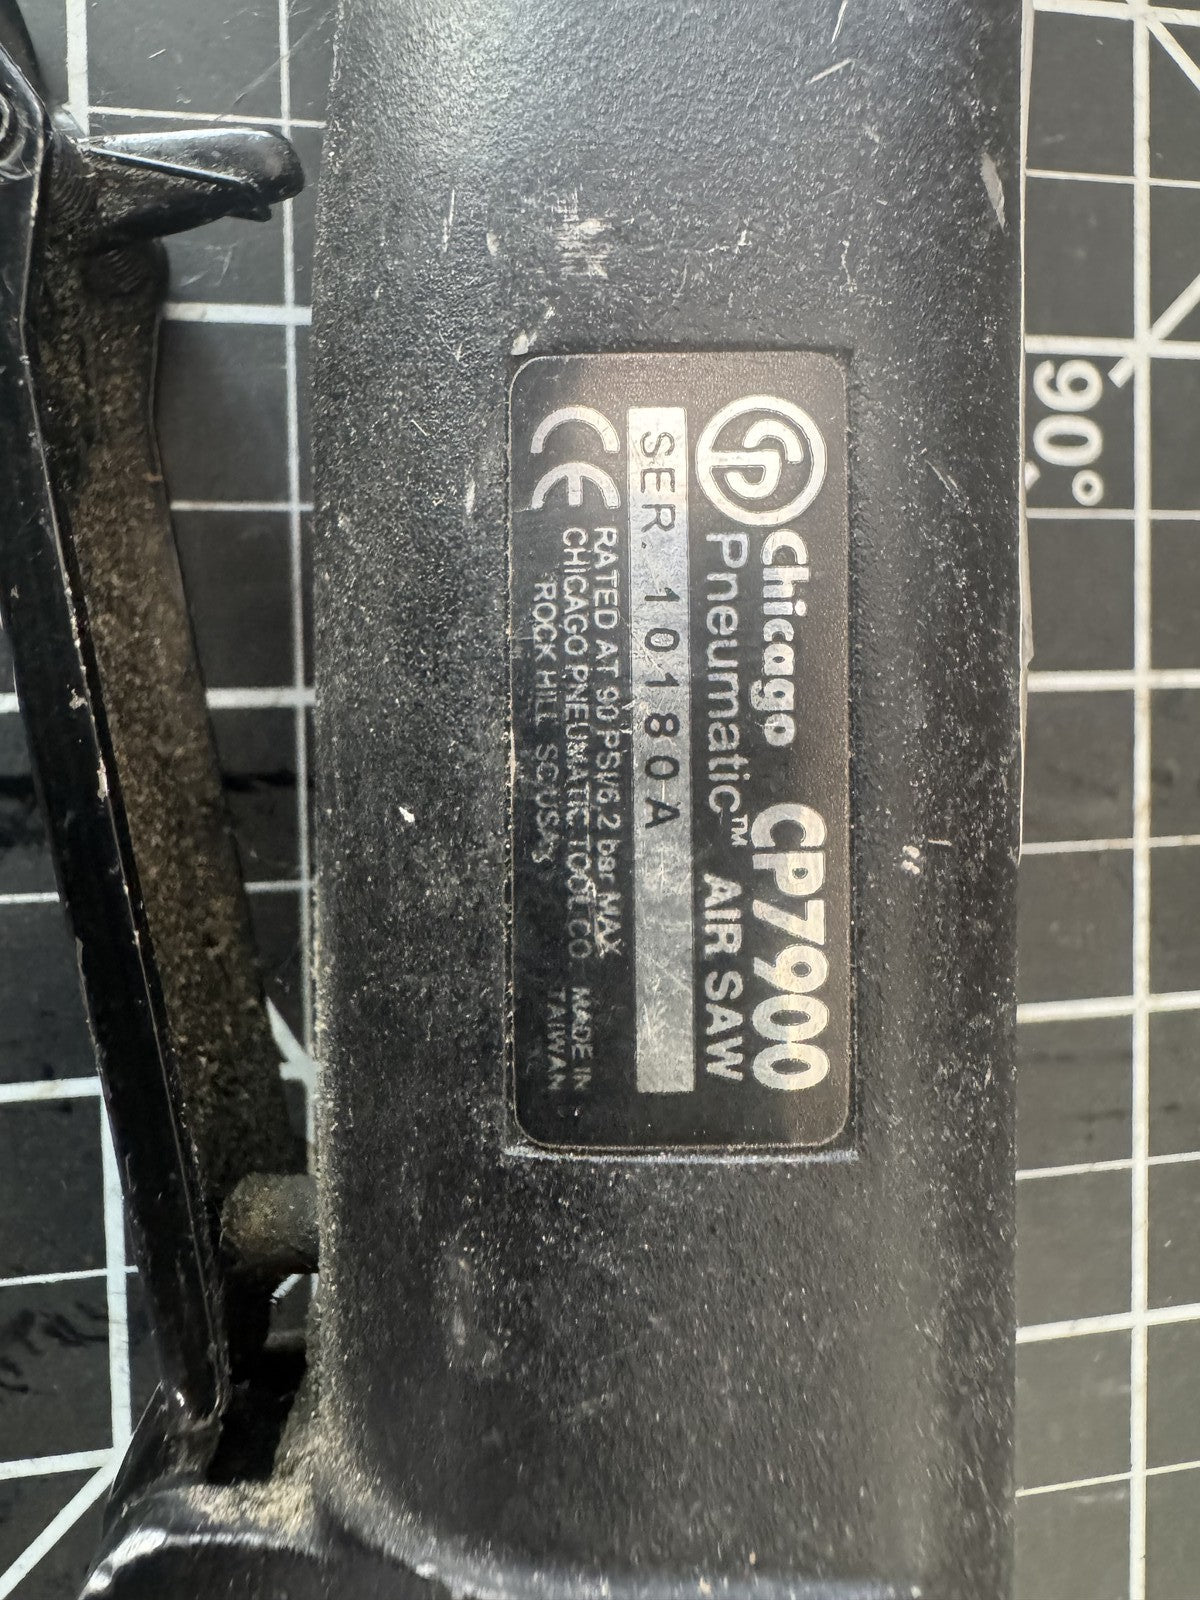 CP Chicago Pneumatic™
CP7900
AIR SAW
SER. 10180A
CE
RATED AT 90 PSI/6.2 bar MAX
CHICAGO PNEUMATIC TOOL CO
ROCK HILL SC USA
MADE IN
TAIWAN
90°